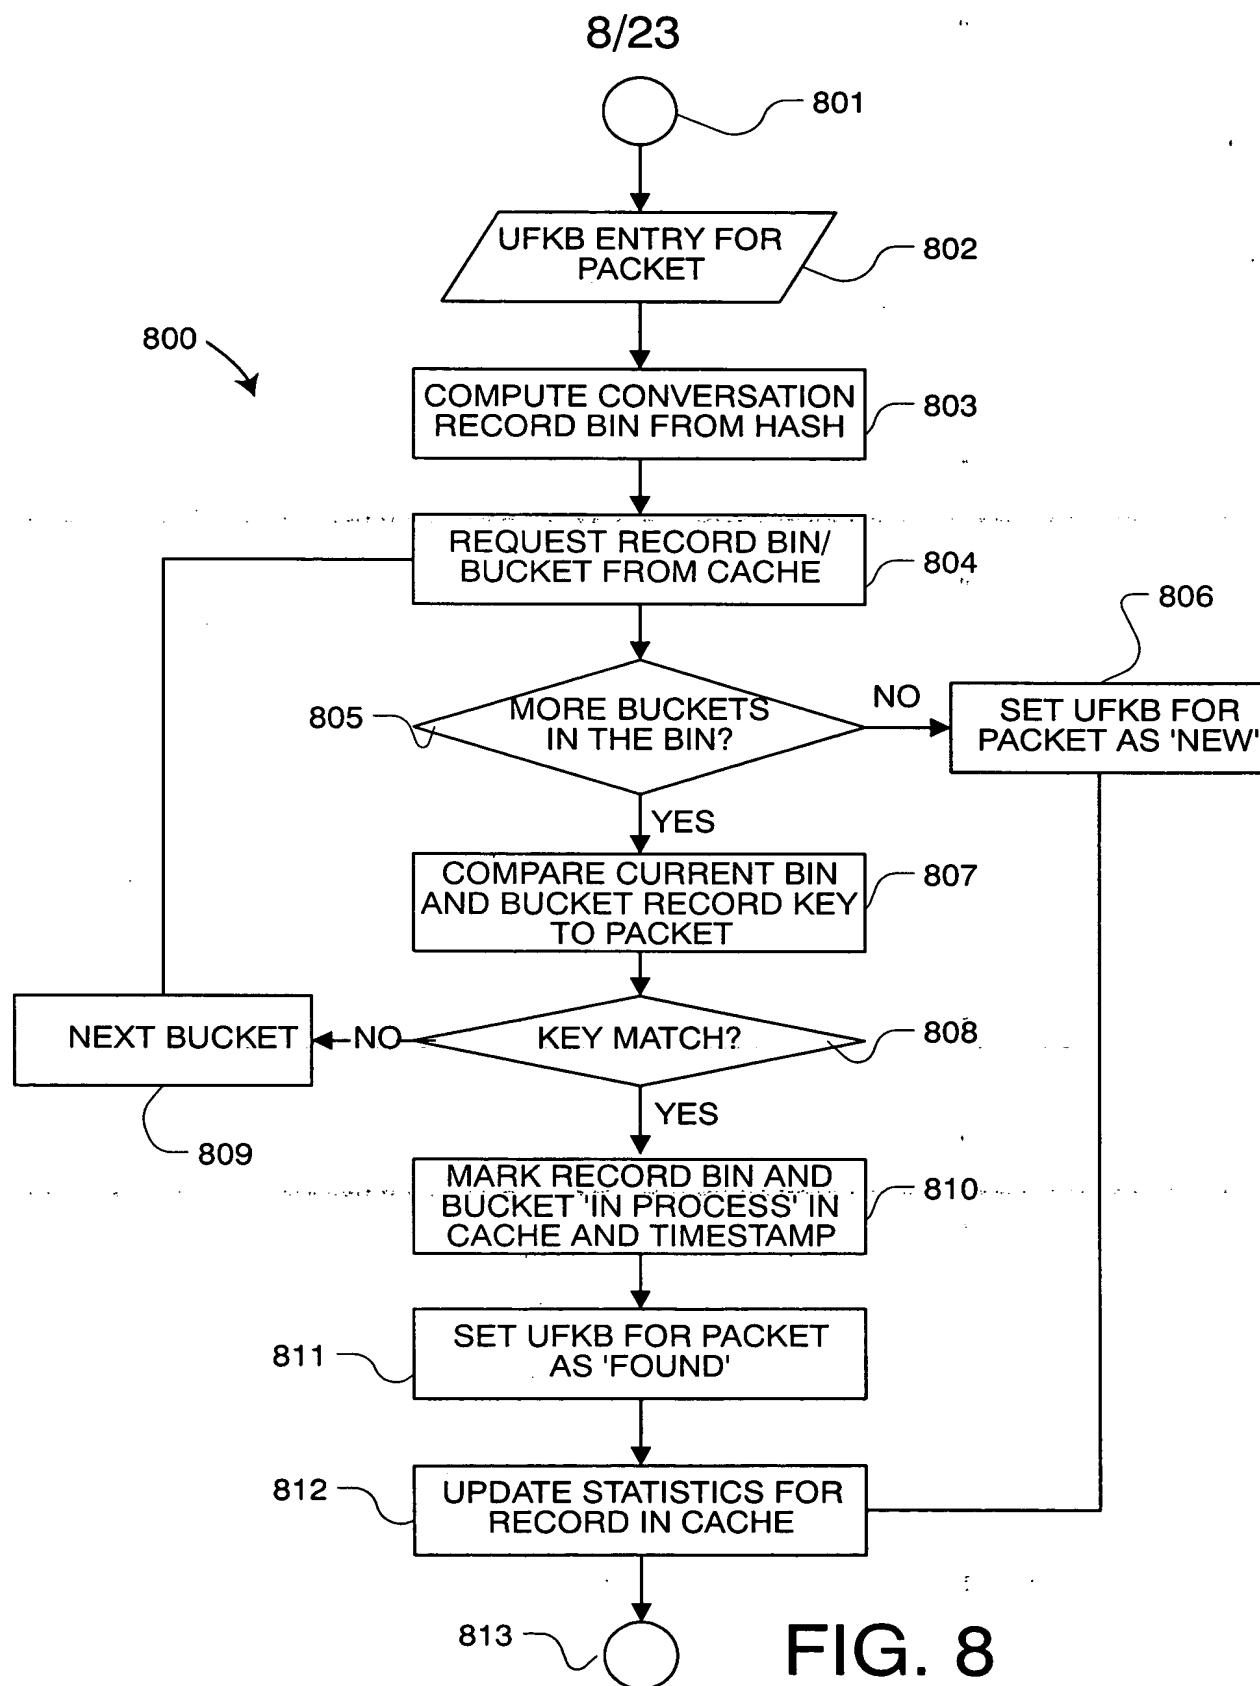 8/23
801
UFKB ENTRY FOR
PACKET
802
800
COMPUTE CONVERSATION
RECORD BIN FROM HASH
803
REQUEST RECORD BIN/
BUCKET FROM CACHE
804
806
805
MORE BUCKETS
IN THE BIN?
NO
SET UFKB FOR
PACKET AS 'NEW'
YES
COMPARE CURRENT BIN
AND BUCKET RECORD KEY
TO PACKET
807
NEXT BUCKET
NO
KEY MATCH?
808
YES
809
MARK RECORD BIN AND
BUCKET 'IN PROCESS' IN
CACHE AND TIMESTAMP
810
811
SET UFKB FOR PACKET
AS 'FOUND'
812
UPDATE STATISTICS FOR
RECORD IN CACHE
813
FIG. 8